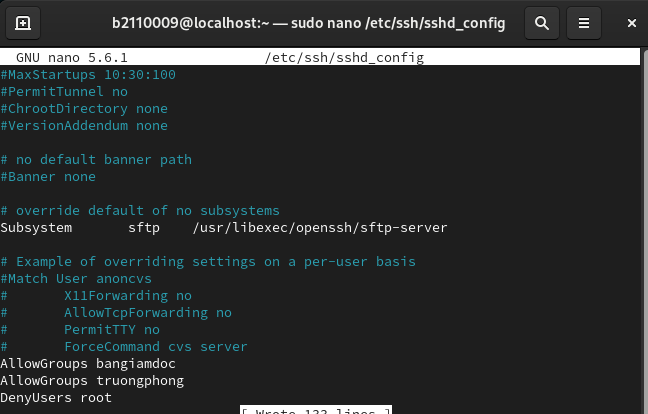 b2110009@localhost:~ — sudo nano /etc/ssh/sshd_config
GNU nano 5.6.1 /etc/ssh/sshd_config
#MaxStartups 10:30:100
#PermitTunnel no
#ChrootDirectory none
#VersionAddendum none
# no default banner path
#Banner none
# override default of no subsystems
Subsystem sftp /usr/libexec/openssh/sftp-server
# Example of overriding settings on a per-user basis
#Match User anoncvs
# X11Forwarding no
# AllowTcpForwarding no
# PermitTTY no
# ForceCommand cvs server
AllowGroups bangiamdoc
AllowGroups truongphong
DenyUsers root
[ Wrote 133 lines ]